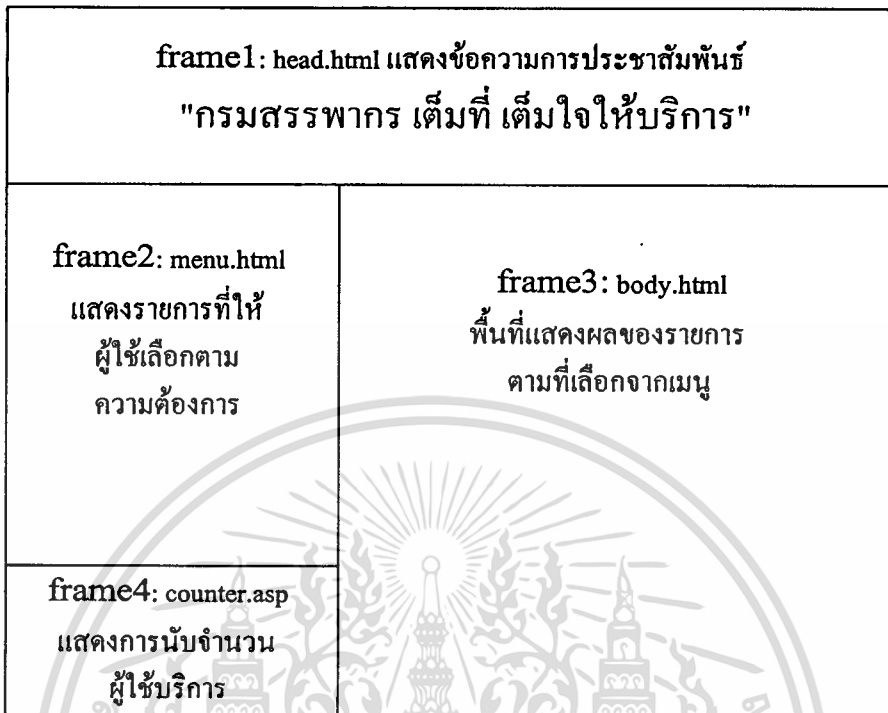 frame1: head.html แสดงข้อความการประชาสัมพันธ์
"กรมสรรพากร เต็มที่ เต็มใจให้บริการ"
frame2: menu.html
แสดงรายการที่ให้
ผู้ใช้เลือกตาม
ความต้องการ
frame3: body.html
พื้นที่แสดงผลของรายการ
ตามที่เลือกจากเมนู
frame4: counter.asp
แสดงการนับจำนวน
ผู้ใช้บริการ